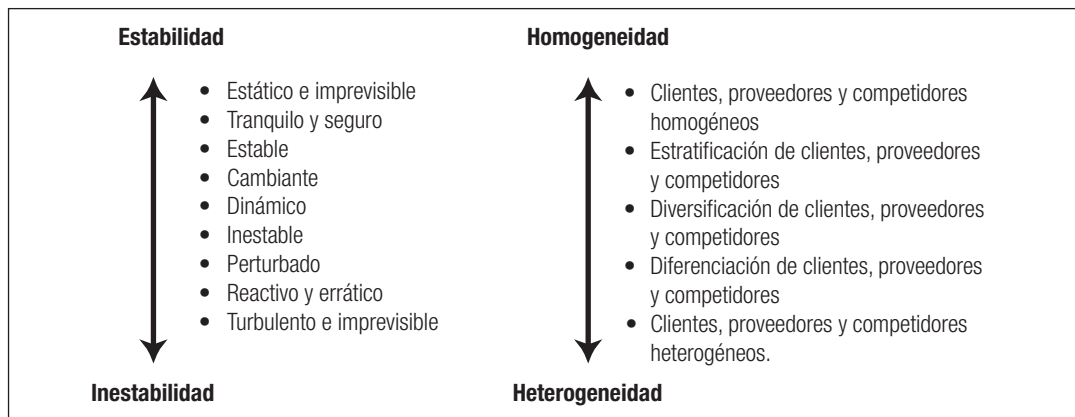 Estabilidad
• Estático e imprevisible
• Tranquilo y seguro
• Estable
• Cambiante
• Dinámico
• Inestable
• Perturbado
• Reactivo y errático
• Turbulento e imprevisible
Inestabilidad
Homogeneidad
• Clientes, proveedores y competidores
homogéneos
• Estratificación de clientes, proveedores
y competidores
• Diversificación de clientes, proveedores
y competidores
• Diferenciación de clientes, proveedores
y competidores
• Clientes, proveedores y competidores
heterogéneos.
Heterogeneidad